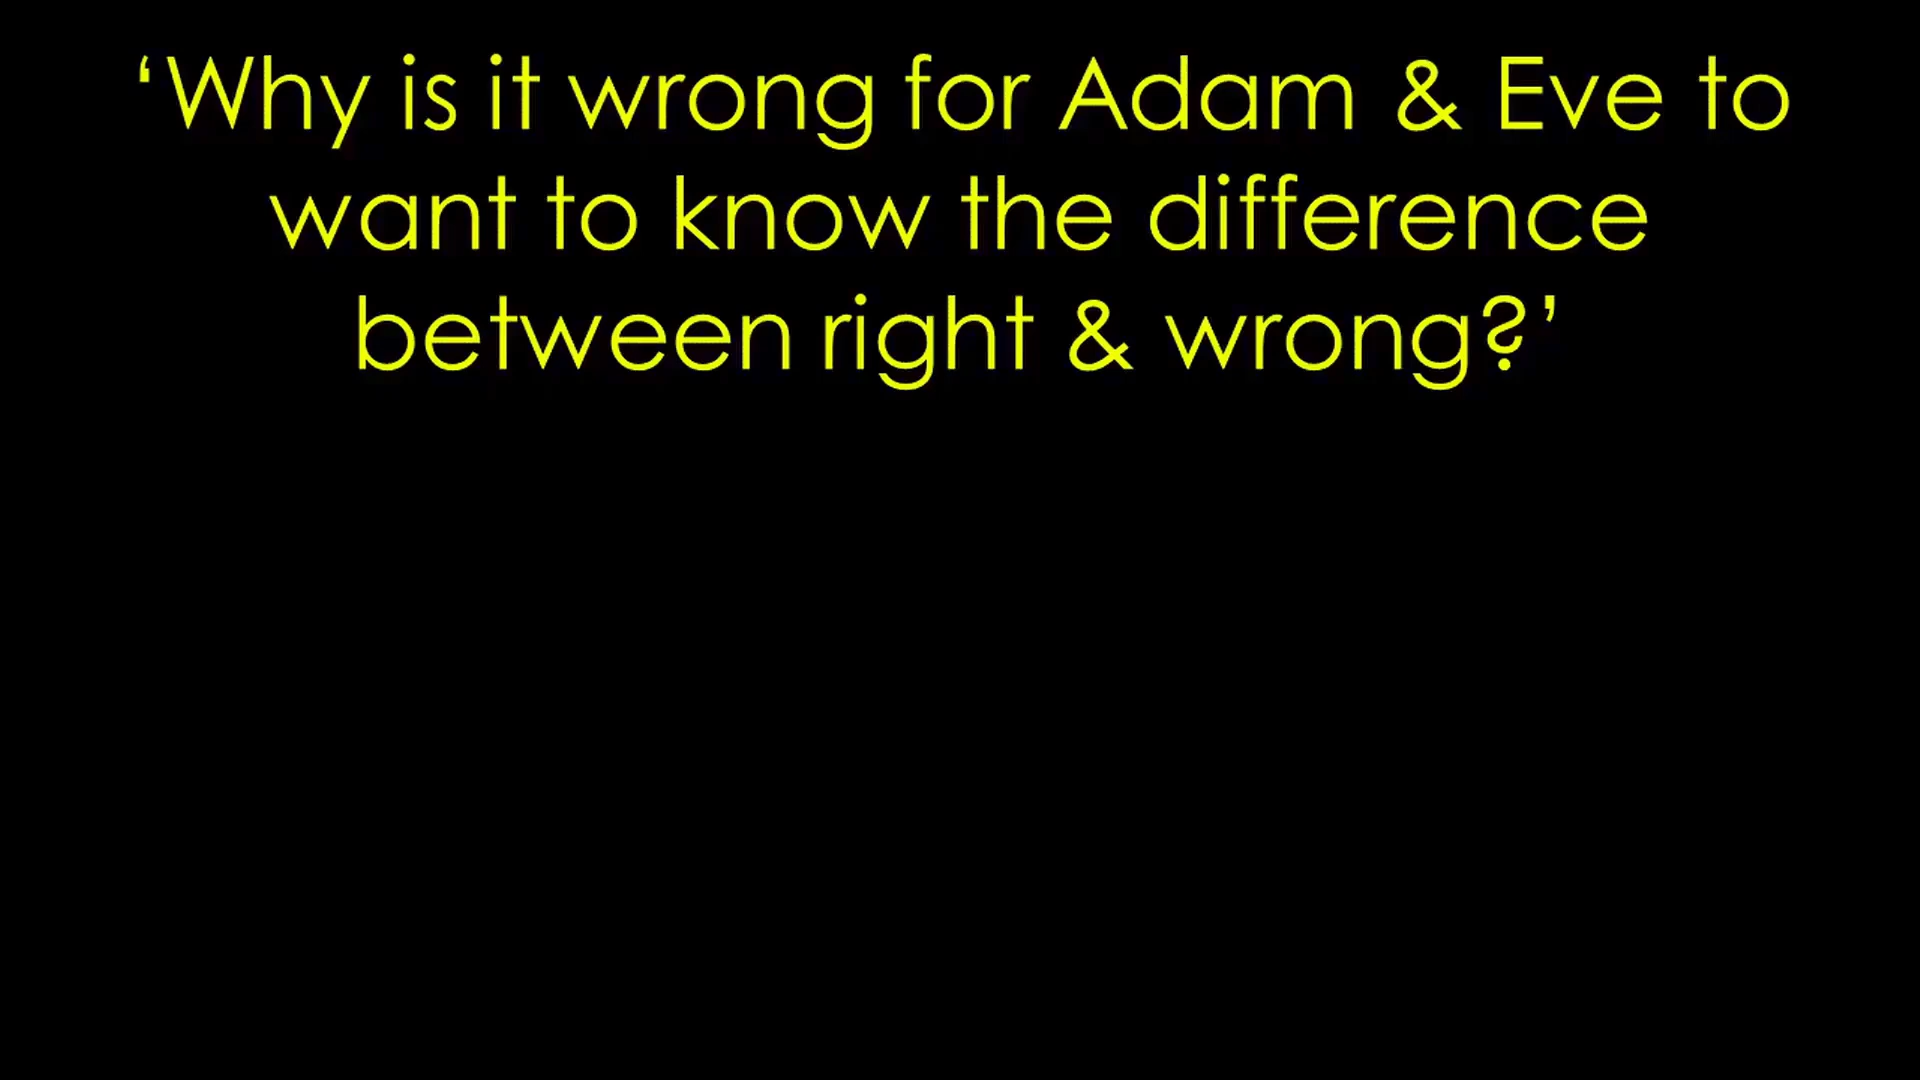 ‘Why is it wrong for Adam & Eve to
want to know the difference
between right & wrong?’